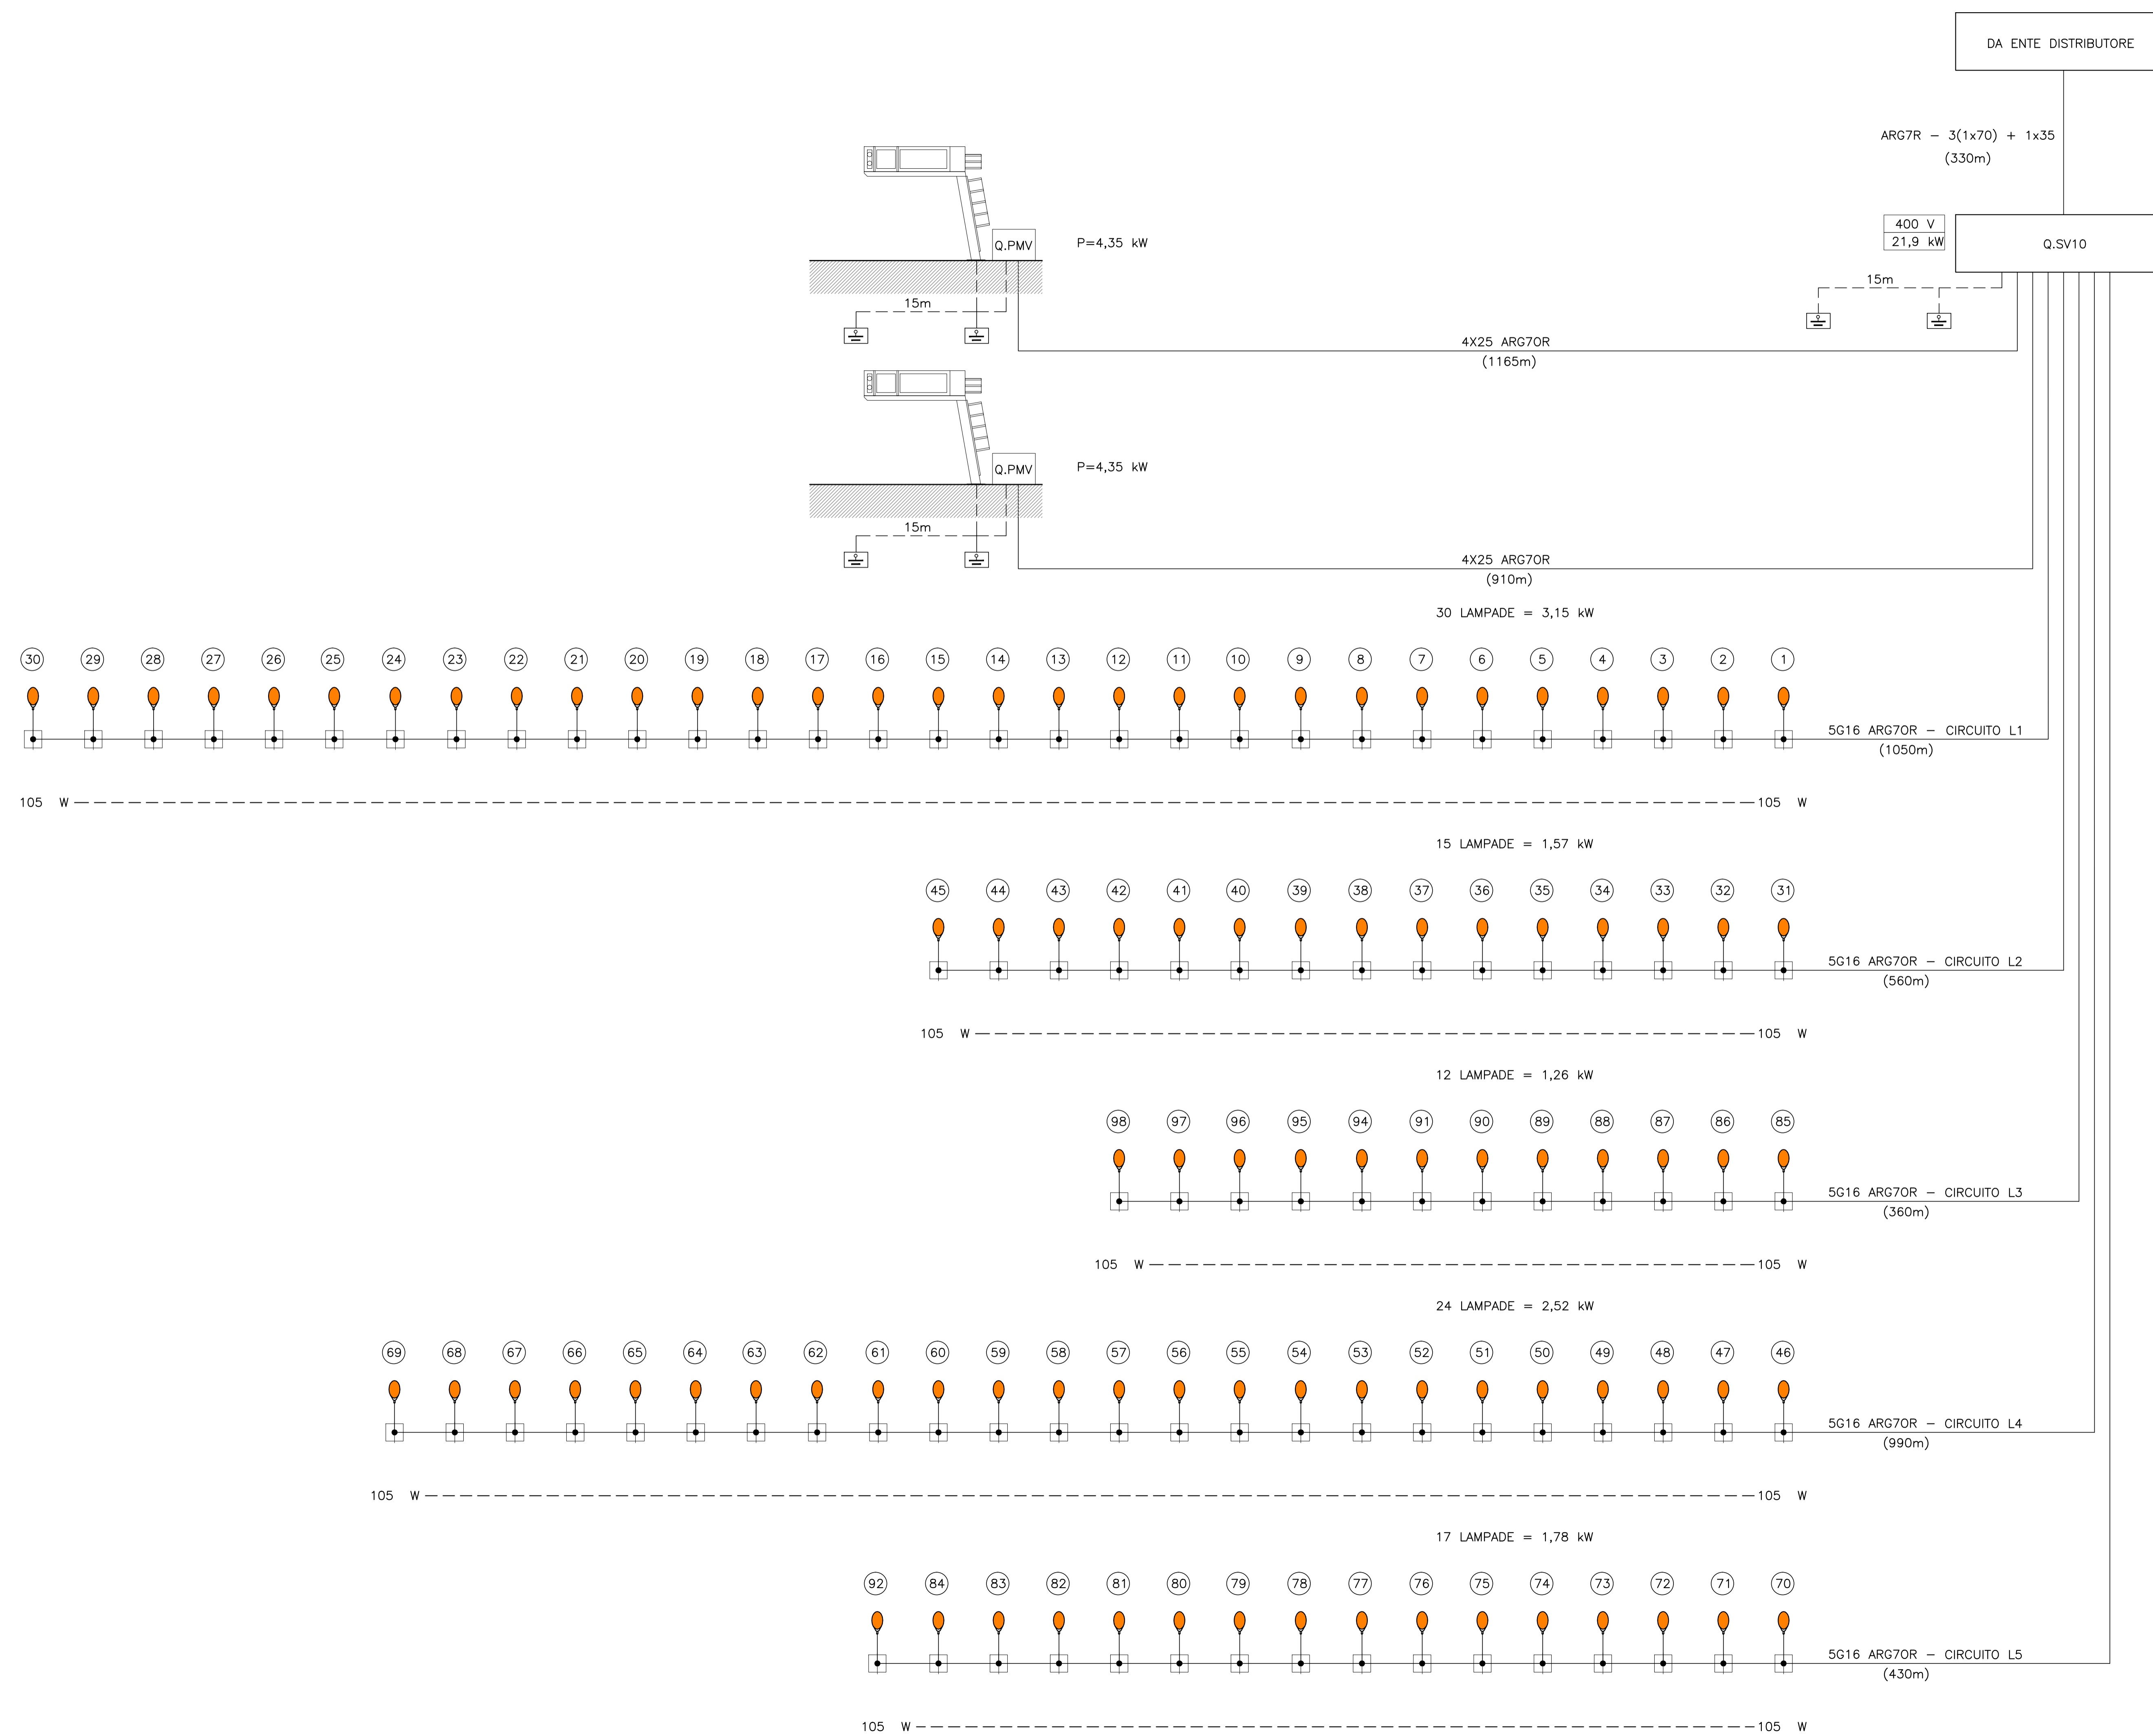 DA ENTE DISTRIBUTORE
ARG7R - 3(1x70) + 1x35
(330m)
400 V
21,9 kW
Q.SV10
15m
Q.PMV
P=4,35 kW
15m
4X25 ARG7OR
(1165m)
Q.PMV
P=4,35 kW
15m
4X25 ARG7OR
(910m)
30 LAMPADE = 3,15 kW
30 29 28 27 26 25 24 23 22 21 20 19 18 17 16 15 14 13 12 11 10 9 8 7 6 5 4 3 2 1
5G16 ARG7OR - CIRCUITO L1
(1050m)
105 W 105 W
15 LAMPADE = 1,57 kW
45 44 43 42 41 40 39 38 37 36 35 34 33 32 31
5G16 ARG7OR - CIRCUITO L2
(560m)
105 W 105 W
12 LAMPADE = 1,26 kW
98 97 96 95 94 91 90 89 88 87 86 85
5G16 ARG7OR - CIRCUITO L3
(360m)
105 W 105 W
24 LAMPADE = 2,52 kW
69 68 67 66 65 64 63 62 61 60 59 58 57 56 55 54 53 52 51 50 49 48 47 46
5G16 ARG7OR - CIRCUITO L4
(990m)
105 W 105 W
17 LAMPADE = 1,78 kW
92 84 83 82 81 80 79 78 77 76 75 74 73 72 71 70
5G16 ARG7OR - CIRCUITO L5
(430m)
105 W 105 W